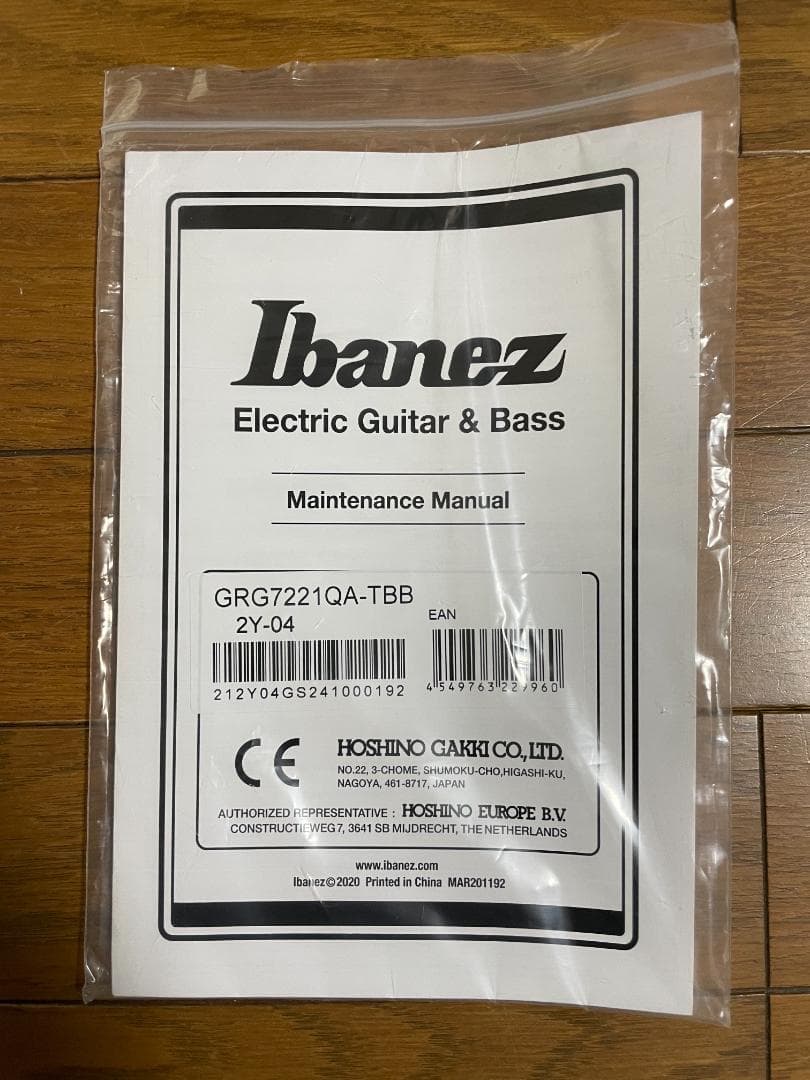 Ibanez
Electric Guitar & Bass
Maintenance Manual
GRG7221QA-TBB
2Y-04
EAN
212Y04GS241000192
4549763229960
CE
HOSHINO GAKKI CO., LTD.
NO.22, 3-CHOME, SHUMOKU-CHO,HIGASHI-KU,
NAGOYA, 461-8717, JAPAN
AUTHORIZED REPRESENTATIVE : HOSHINO EUROPE B.V.
CONSTRUCTIEWEG 7, 3641 SB MIJDRECHT, THE NETHERLANDS
www.ibanez.com
Ibanez©2020 Printed in China MAR201192